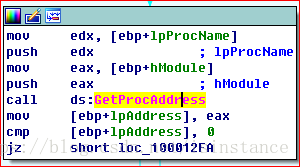 mov edx, [ebp+lpProcName]
push edx ; lpProcName
mov eax, [ebp+hModule]
push eax ; hModule
call ds:GetProcAddress
mov [ebp+lpAddress], eax
cmp [ebp+lpAddress], 0
jz short loc_100012FA